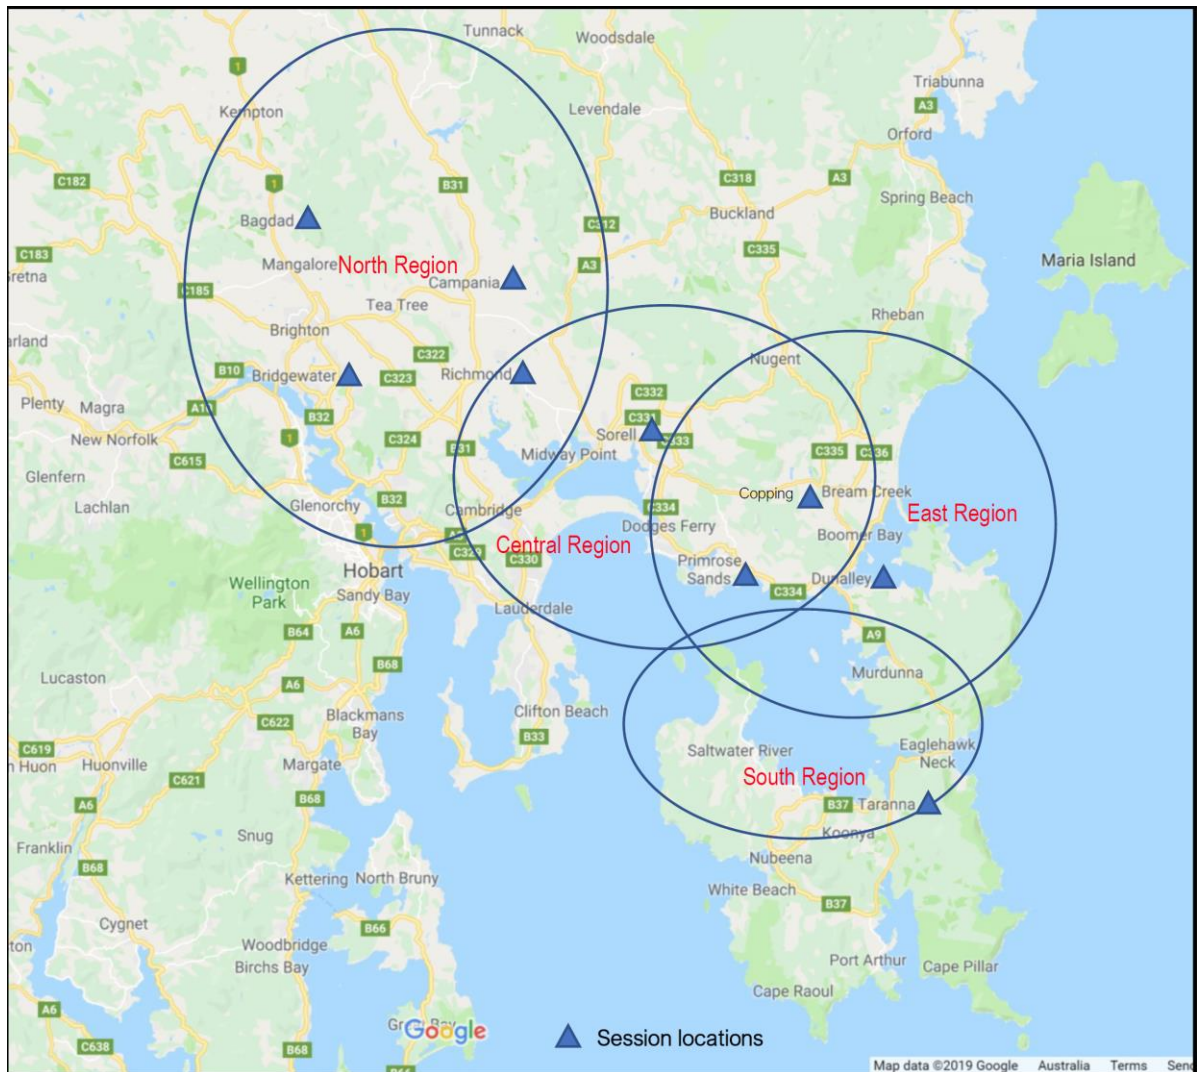 Tunnack
Woodsdale
1
Triabunna
Kempton
Levendale
A3
Orford
C182
1
B31
C318
A3
Spring Beach
Bagdad
C312
Buckland
C183
C335
Mangalore
North Region
A3
Maria Island
Campania
C185
Tea Tree
Rheban
Brighton
C322
Nugent
B10
Bridgewater
C323
Richmond
C332
Plenty
Magra
A10
B32
C331
New Norfolk
1
C324
B31
Sorell
C333
C615
Midway Point
C335
C336
Glenfern
Lachlan
Glenorchy
B32
Copping
Bream Creek
Cambridge
C334
East Region
1
Dodges Ferry
Boomer Bay
Central Region
C329
C330
Hobart
Primrose
Sands
Dunalley
Wellington
Park
Sandy Bay
C334
Lauderdale
B64
A6
A9
B68
Lucaston
Murdunna
A6
C622
Blackmans
Bay
Clifton Beach
C619
B33
Saltwater River
Eaglehawk
Neck
n Huon
Huonville
Margate
C621
South Region
A6
B68
B37
Taranna
Snug
Koonya
Franklin
B68
Nubeena
Kettering
North Bruny
White Beach
B37
Cygnet
B66
ton
Woodbridge
Birchs Bay
Port Arthur
Cape Pillar
Cape Raoul
A6
Google
Session locations
C638
B68
Map data ©2019 Google
Australia
Terms